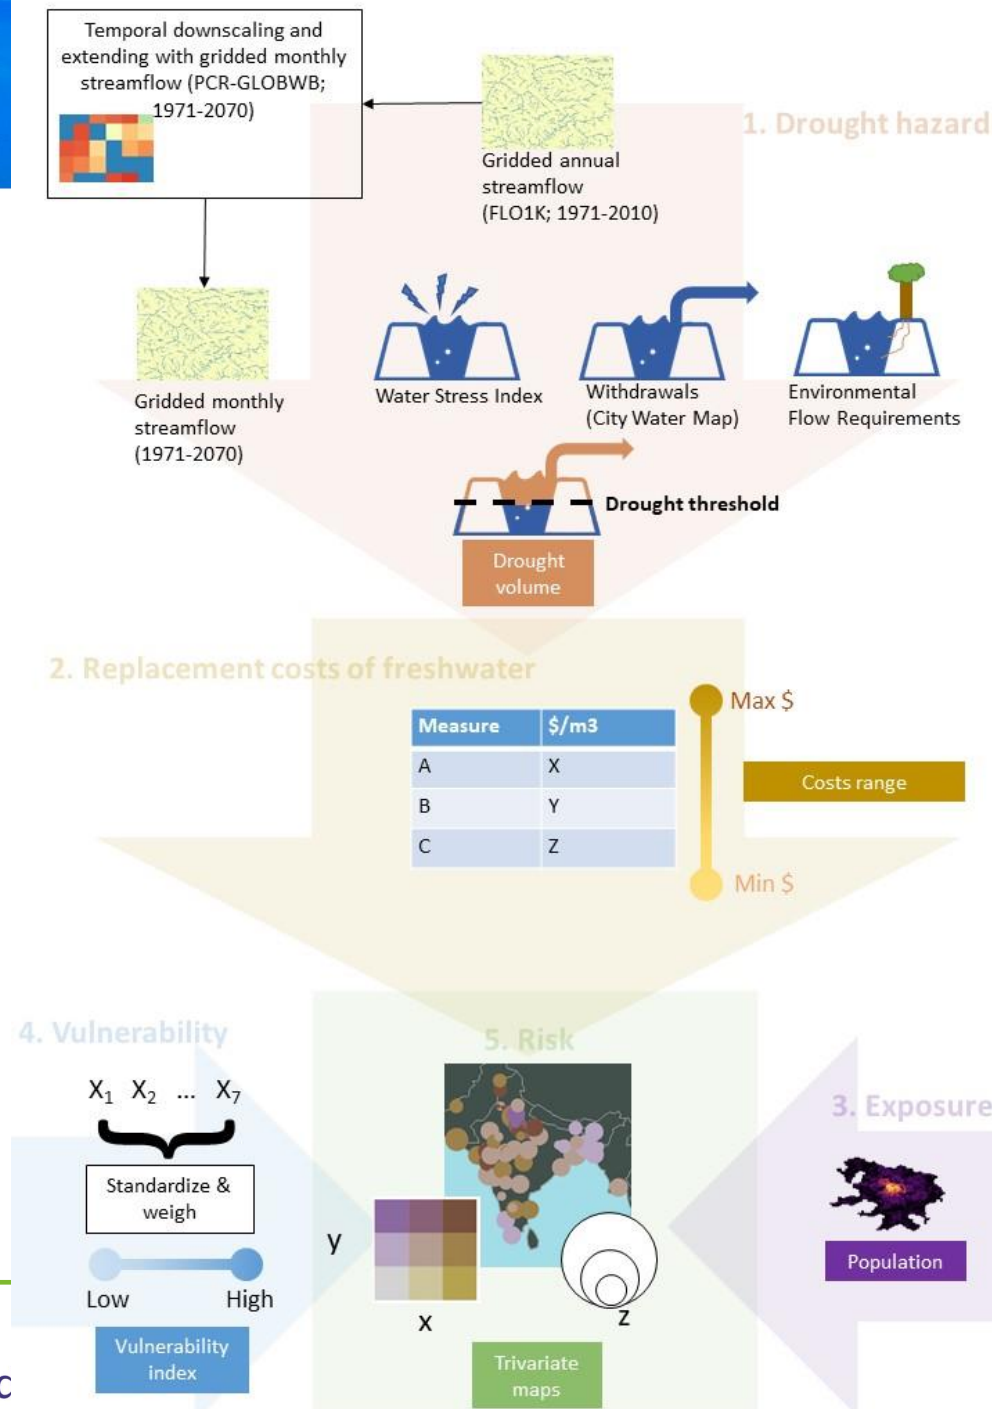 Temporal downscaling and
extending with gridded monthly
streamflow (PCR-GLOBWB;
1971-2070)
1. Drought hazard
Gridded annual
streamflow
(FLO1K; 1971-2010)
Gridded monthly
streamflow
(1971-2070)
Water Stress Index
Withdrawals
(City Water Map)
Environmental
Flow Requirements
Drought threshold
Drought
volume
2. Replacement costs of freshwater
Measure $/m3
A X
B Y
C Z
Max $
Costs range
Min $
4. Vulnerability
X1 X2 ... X7
Standardize &
weigh
Low High
Vulnerability
index
5. Risk
y
x
z
Trivariate
maps
3. Exposure
Population